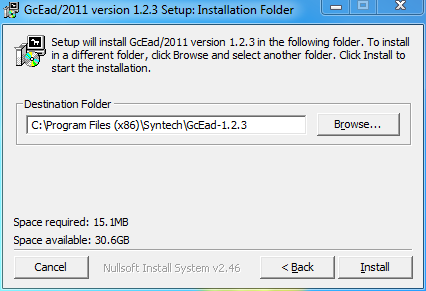 GcEad/2011 version 1.2.3 Setup: Installation Folder
Setup will install GcEad/2011 version 1.2.3 in the following folder. To install
in a different folder, click Browse and select another folder. Click Install to
start the installation.
Destination Folder
C:\Program Files (x86)\Syntech\GcEad-1.2.3
Browse...
Space required: 15.1MB
Space available: 30.6GB
Cancel
Nullsoft Install System v2.46
< Back
Install